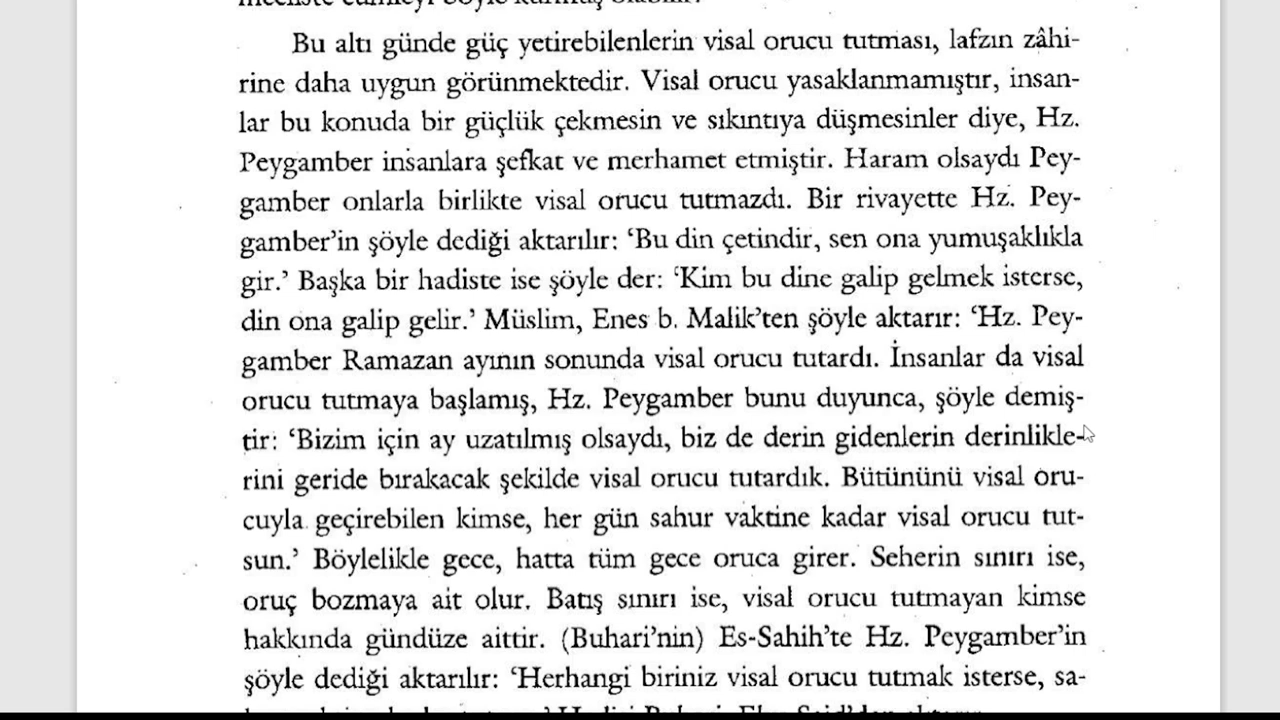 Bu altı günde güç yetirebilenlerin visal orucu tutması, lafzın zâhi-
rine daha uygun görünmektedir. Visal orucu yasaklanmamıştır, insan-
lar bu konuda bir güçlük çekmesin ve sıkıntıya düşmesinler diye, Hz.
Peygamber insanlara şefkat ve merhamet etmiştir. Haram olsaydı Pey-
gamber onlarla birlikte visal orucu tutmazdı. Bir rivayette Hz. Pey-
gamber'in şöyle dediği aktarılır: 'Bu din çetindir, sen ona yumuşaklıkla
gir.' Başka bir hadiste ise şöyle der: 'Kim bu dine galip gelmek isterse,
din ona galip gelir.' Müslim, Enes b. Malik'ten şöyle aktarır: 'Hz. Pey-
gamber Ramazan ayının sonunda visal orucu tutardı. İnsanlar da visal
orucu tutmaya başlamış, Hz. Peygamber bunu duyunca, şöyle demiş-
tir: 'Bizim için ay uzatılmış olsaydı, biz de derin gidenlerin derinlikle-
rini geride bırakacak şekilde visal orucu tutardık. Bütününü visal oru-
cuyla geçirebilen kimse, her gün sahur vaktine kadar visal orucu tut-
sun.' Böylelikle gece, hatta tüm gece oruca girer. Seherin sınırı ise,
oruç bozmaya ait olur. Batış sınırı ise, visal orucu tutmayan kimse
hakkında gündüze aittir. (Buhari'nin) Es-Sahih'te Hz. Peygamber'in
şöyle dediği aktarılır: 'Herhangi biriniz visal orucu tutmak isterse, sa-